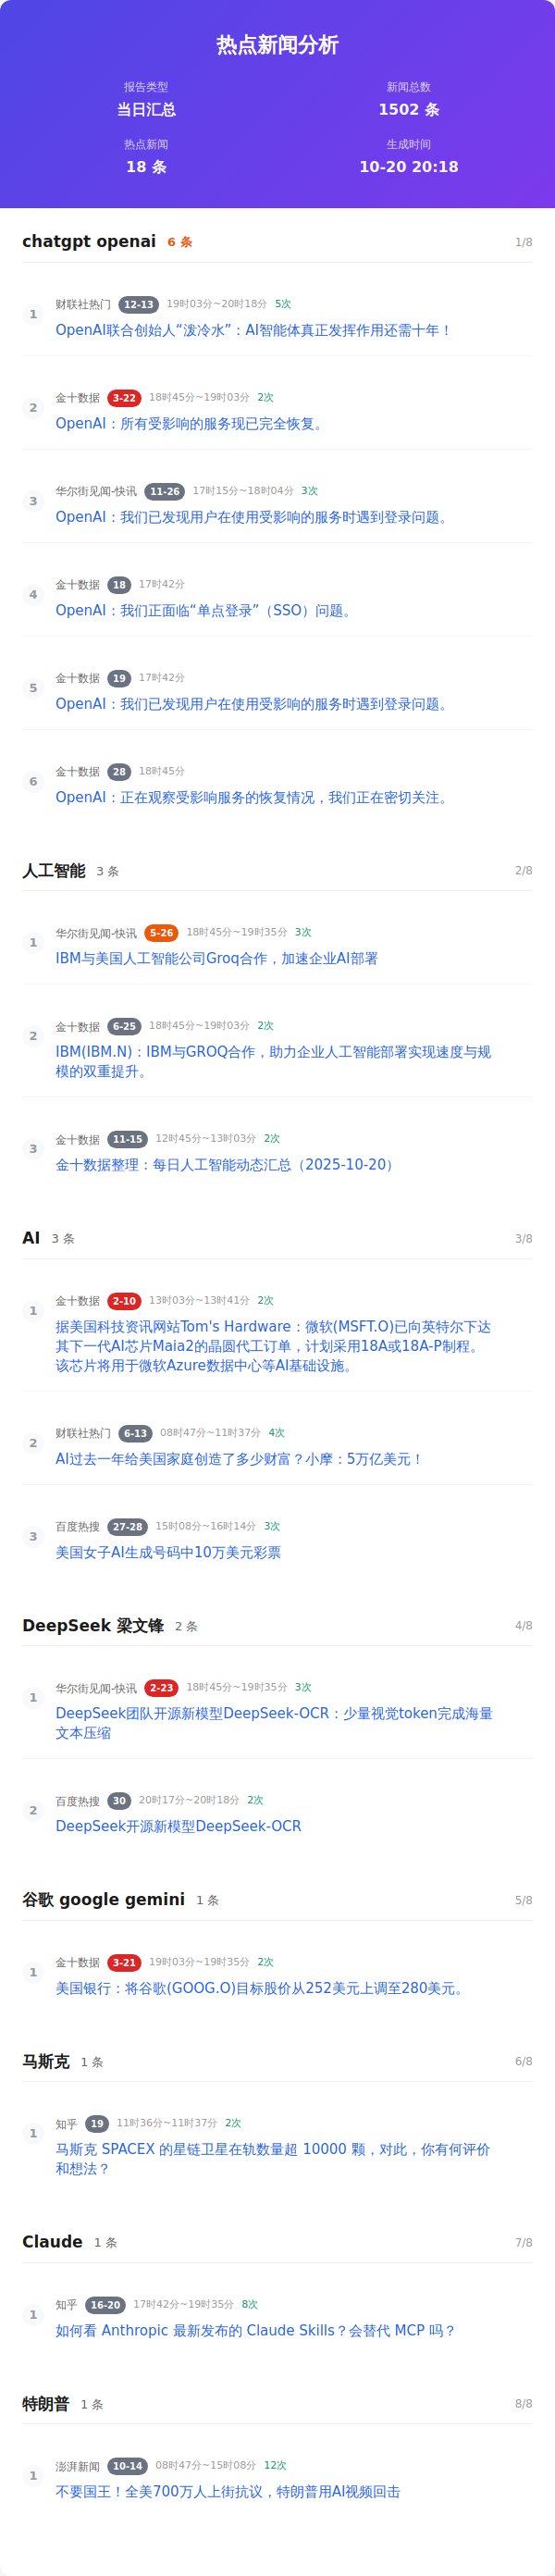 热点新闻分析
报告类型 新闻总数
当日汇总 1502 条
热点新闻 生成时间
18 条 10-20 20:18
chatgpt openai 6 条 1/8
1 财联社热门 12-13 19时03分~20时18分 5次
OpenAI联合创始人“泼冷水”：AI智能体真正发挥作用还需十年！
2 金十数据 3-22 18时45分~19时03分 2次
OpenAI：所有受影响的服务现已完全恢复。
3 华尔街见闻-快讯 11-26 17时15分~18时04分 3次
OpenAI：我们已发现用户在使用受影响的服务时遇到登录问题。
4 金十数据 18 17时42分
OpenAI：我们正面临“单点登录”（SSO）问题。
5 金十数据 19 17时42分
OpenAI：我们已发现用户在使用受影响的服务时遇到登录问题。
6 金十数据 28 18时45分
OpenAI：正在观察受影响服务的恢复情况，我们正在密切关注。
人工智能 3 条 2/8
1 华尔街见闻-快讯 5-26 18时45分~19时35分 3次
IBM与美国人工智能公司Groq合作，加速企业AI部署
2 金十数据 6-25 18时45分~19时03分 2次
IBM(IBM.N)：IBM与GROQ合作，助力企业人工智能部署实现速度与规
模的双重提升。
3 金十数据 11-15 12时45分~13时03分 2次
金十数据整理：每日人工智能动态汇总（2025-10-20）
AI 3 条 3/8
1 金十数据 2-10 13时03分~13时41分 2次
据美国科技资讯网站Tom's Hardware：微软(MSFT.O)已向英特尔下达
其下一代AI芯片Maia2的晶圆代工订单，计划采用18A或18A-P制程。
该芯片将用于微软Azure数据中心等AI基础设施。
2 财联社热门 6-13 08时47分~11时37分 4次
AI过去一年给美国家庭创造了多少财富？小摩：5万亿美元！
3 百度热搜 27-28 15时08分~16时14分 3次
美国女子AI生成号码中10万美元彩票
DeepSeek 梁文锋 2 条 4/8
1 华尔街见闻-快讯 2-23 18时45分~19时35分 3次
DeepSeek团队开源新模型DeepSeek-OCR：少量视觉token完成海量
文本压缩
2 百度热搜 30 20时17分~20时18分 2次
DeepSeek开源新模型DeepSeek-OCR
谷歌 google gemini 1 条 5/8
1 金十数据 3-21 19时03分~19时35分 2次
美国银行：将谷歌(GOOG.O)目标股价从252美元上调至280美元。
马斯克 1 条 6/8
1 知乎 19 11时36分~11时37分 2次
马斯克 SPACEX 的星链卫星在轨数量超 10000 颗，对此，你有何评价
和想法？
Claude 1 条 7/8
1 知乎 16-20 17时42分~19时35分 8次
如何看 Anthropic 最新发布的 Claude Skills？会替代 MCP 吗？
特朗普 1 条 8/8
1 澎湃新闻 10-14 08时47分~15时08分 12次
不要国王！全美700万人上街抗议，特朗普用AI视频回击